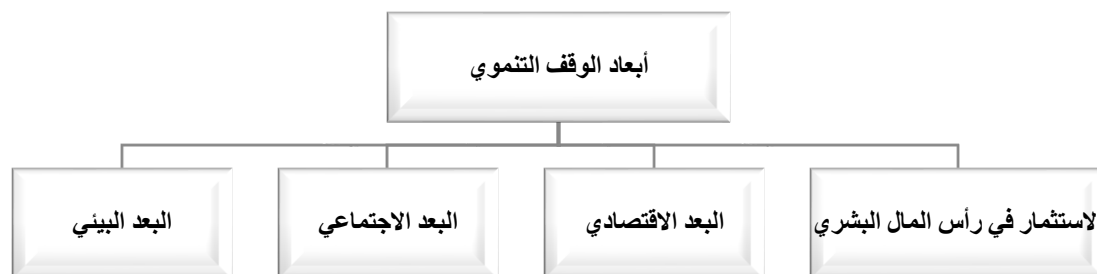 أبعاد الوقف التنموي
لاستثمار في رأس المال البشري
البعد الاقتصادي
البعد الاجتماعي
البعد البيئي